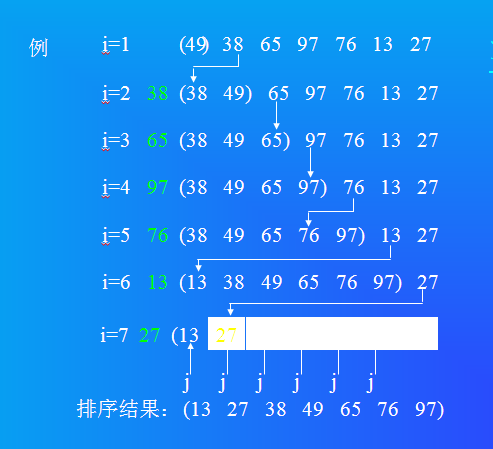 例 i=1 (49) 38 65 97 76 13 27
i=2 38 (38 49) 65 97 76 13 27
i=3 65 (38 49 65) 97 76 13 27
i=4 97 (38 49 65 97) 76 13 27
i=5 76 (38 49 65 76 97) 13 27
i=6 13 (13 38 49 65 76 97) 27
i=7 27 (13 27
j j j j j j
排序结果：(13 27 38 49 65 76 97)